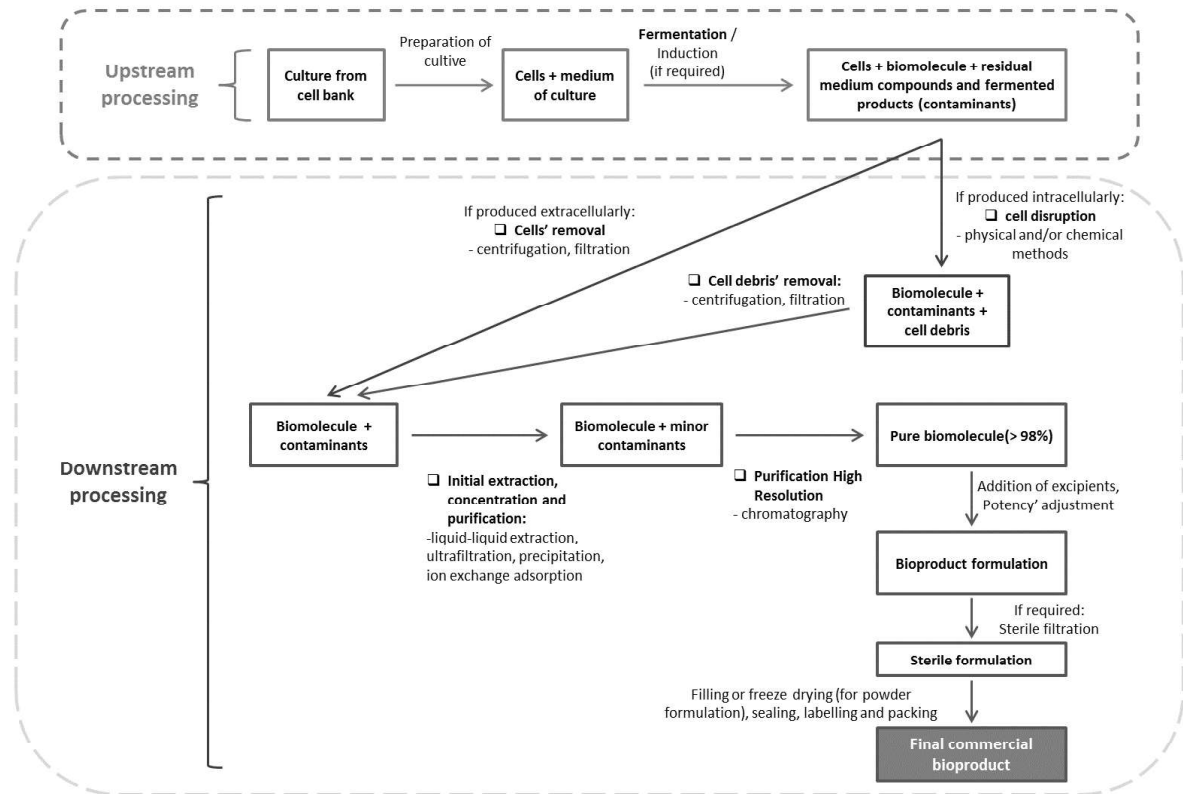 Upstream
processing
Culture from
cell bank
Preparation of
cultive
Cells + medium
of culture
Fermentation /
Induction
(if required)
Cells + biomolecule + residual
medium compounds and fermented
products (contaminants)
If produced extracellularly:
❑ Cells’ removal
- centrifugation, filtration
If produced intracellularly:
❑ cell disruption
- physical and/or chemical
methods
❑ Cell debris’ removal:
- centrifugation, filtration
Biomolecule +
contaminants +
cell debris
Downstream
processing
Biomolecule +
contaminants
❑ Initial extraction,
concentration and
purification:
-liquid-liquid extraction,
ultrafiltration, precipitation,
ion exchange adsorption
Biomolecule + minor
contaminants
❑ Purification High
Resolution
- chromatography
Pure biomolecule(> 98%)
Addition of excipients,
Potency’ adjustment
Bioproduct formulation
If required:
Sterile filtration
Sterile formulation
Filling or freeze drying (for powder
formulation), sealing, labelling and packing
Final commercial
bioproduct